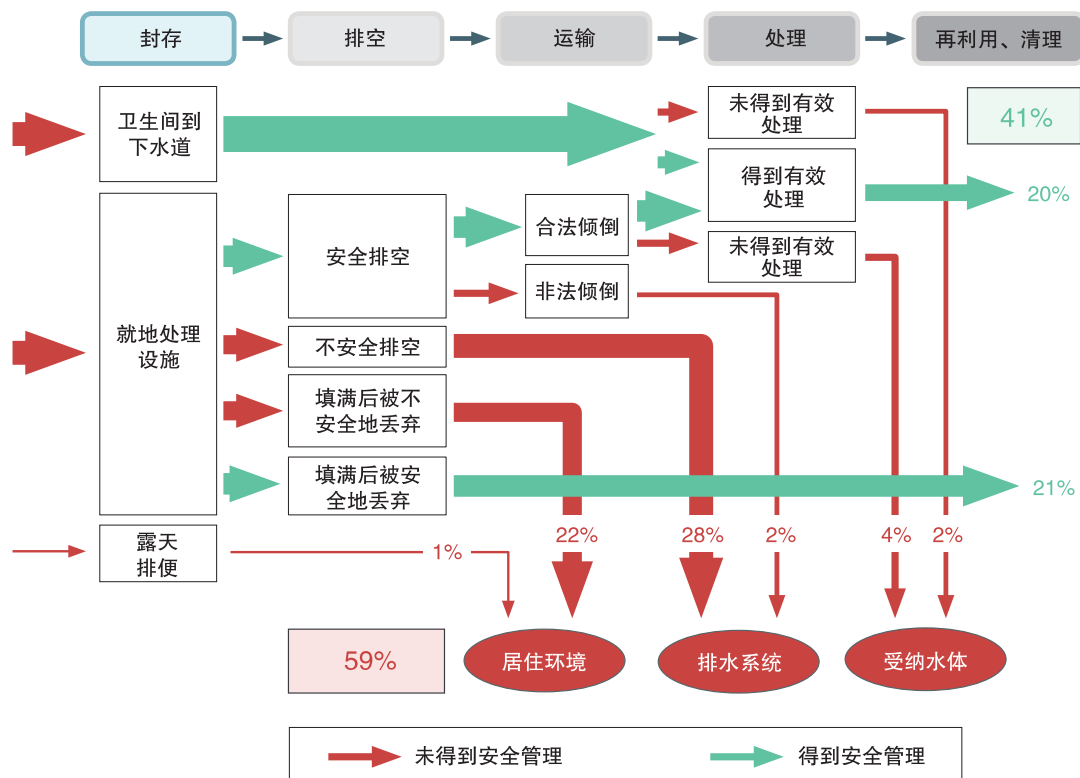 封存
排空
运输
处理
再利用、清理
卫生间到
下水道
未得到有效
处理
41%
得到有效
处理
20%
就地处理
设施
安全排空
合法倾倒
未得到有效
处理
非法倾倒
不安全排空
填满后被不
安全地丢弃
填满后被安
全地丢弃
21%
露天
排便
1%
22%
28%
2%
4%
2%
59%
居住环境
排水系统
受纳水体
未得到安全管理
得到安全管理